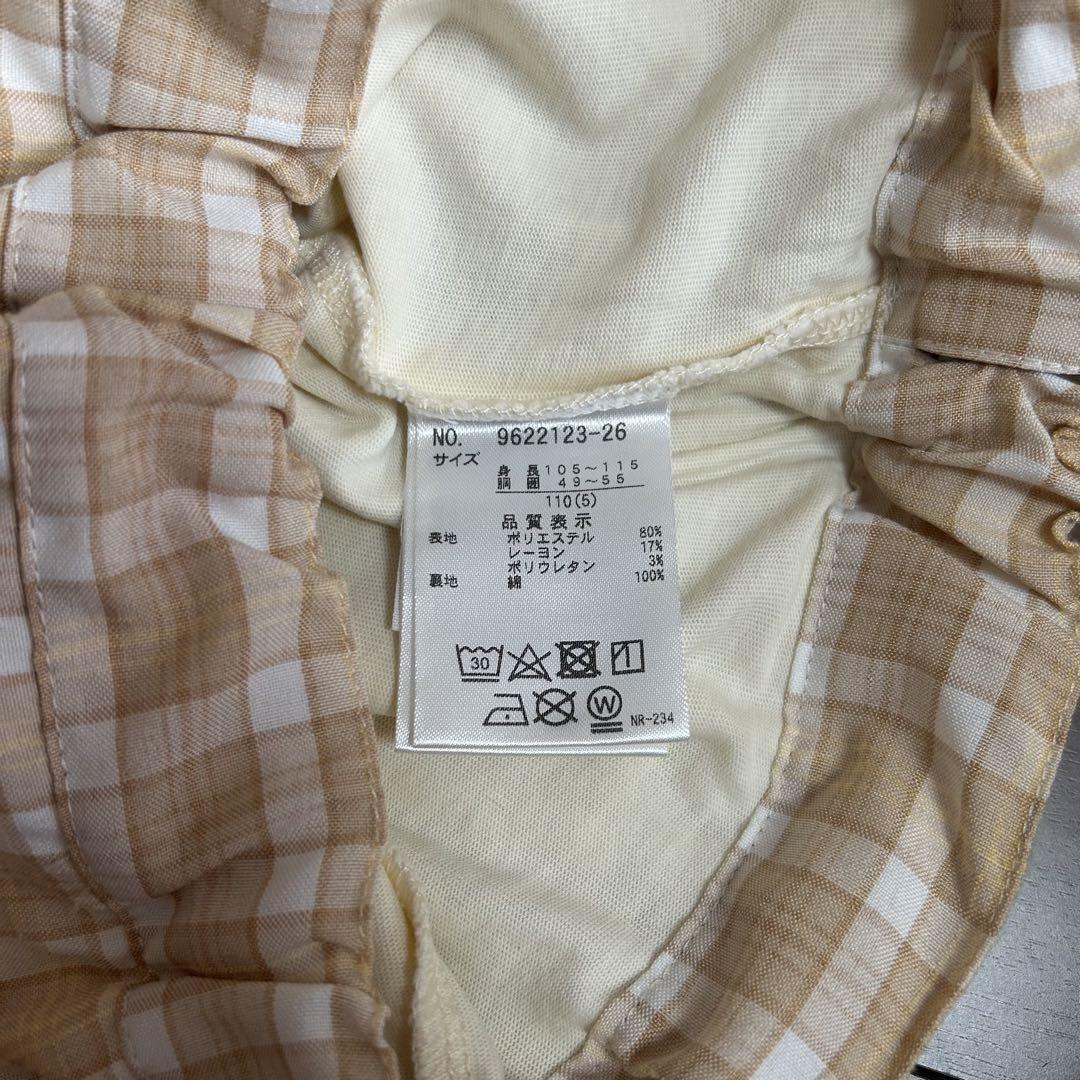 NO. 9622123-26
サイズ
身長 105～115
胴囲 49～55
110(5)
品質表示
表地 ポリエステル 80%
レーヨン 17%
ポリウレタン 3%
裏地 綿 100%
30
W
NR-234